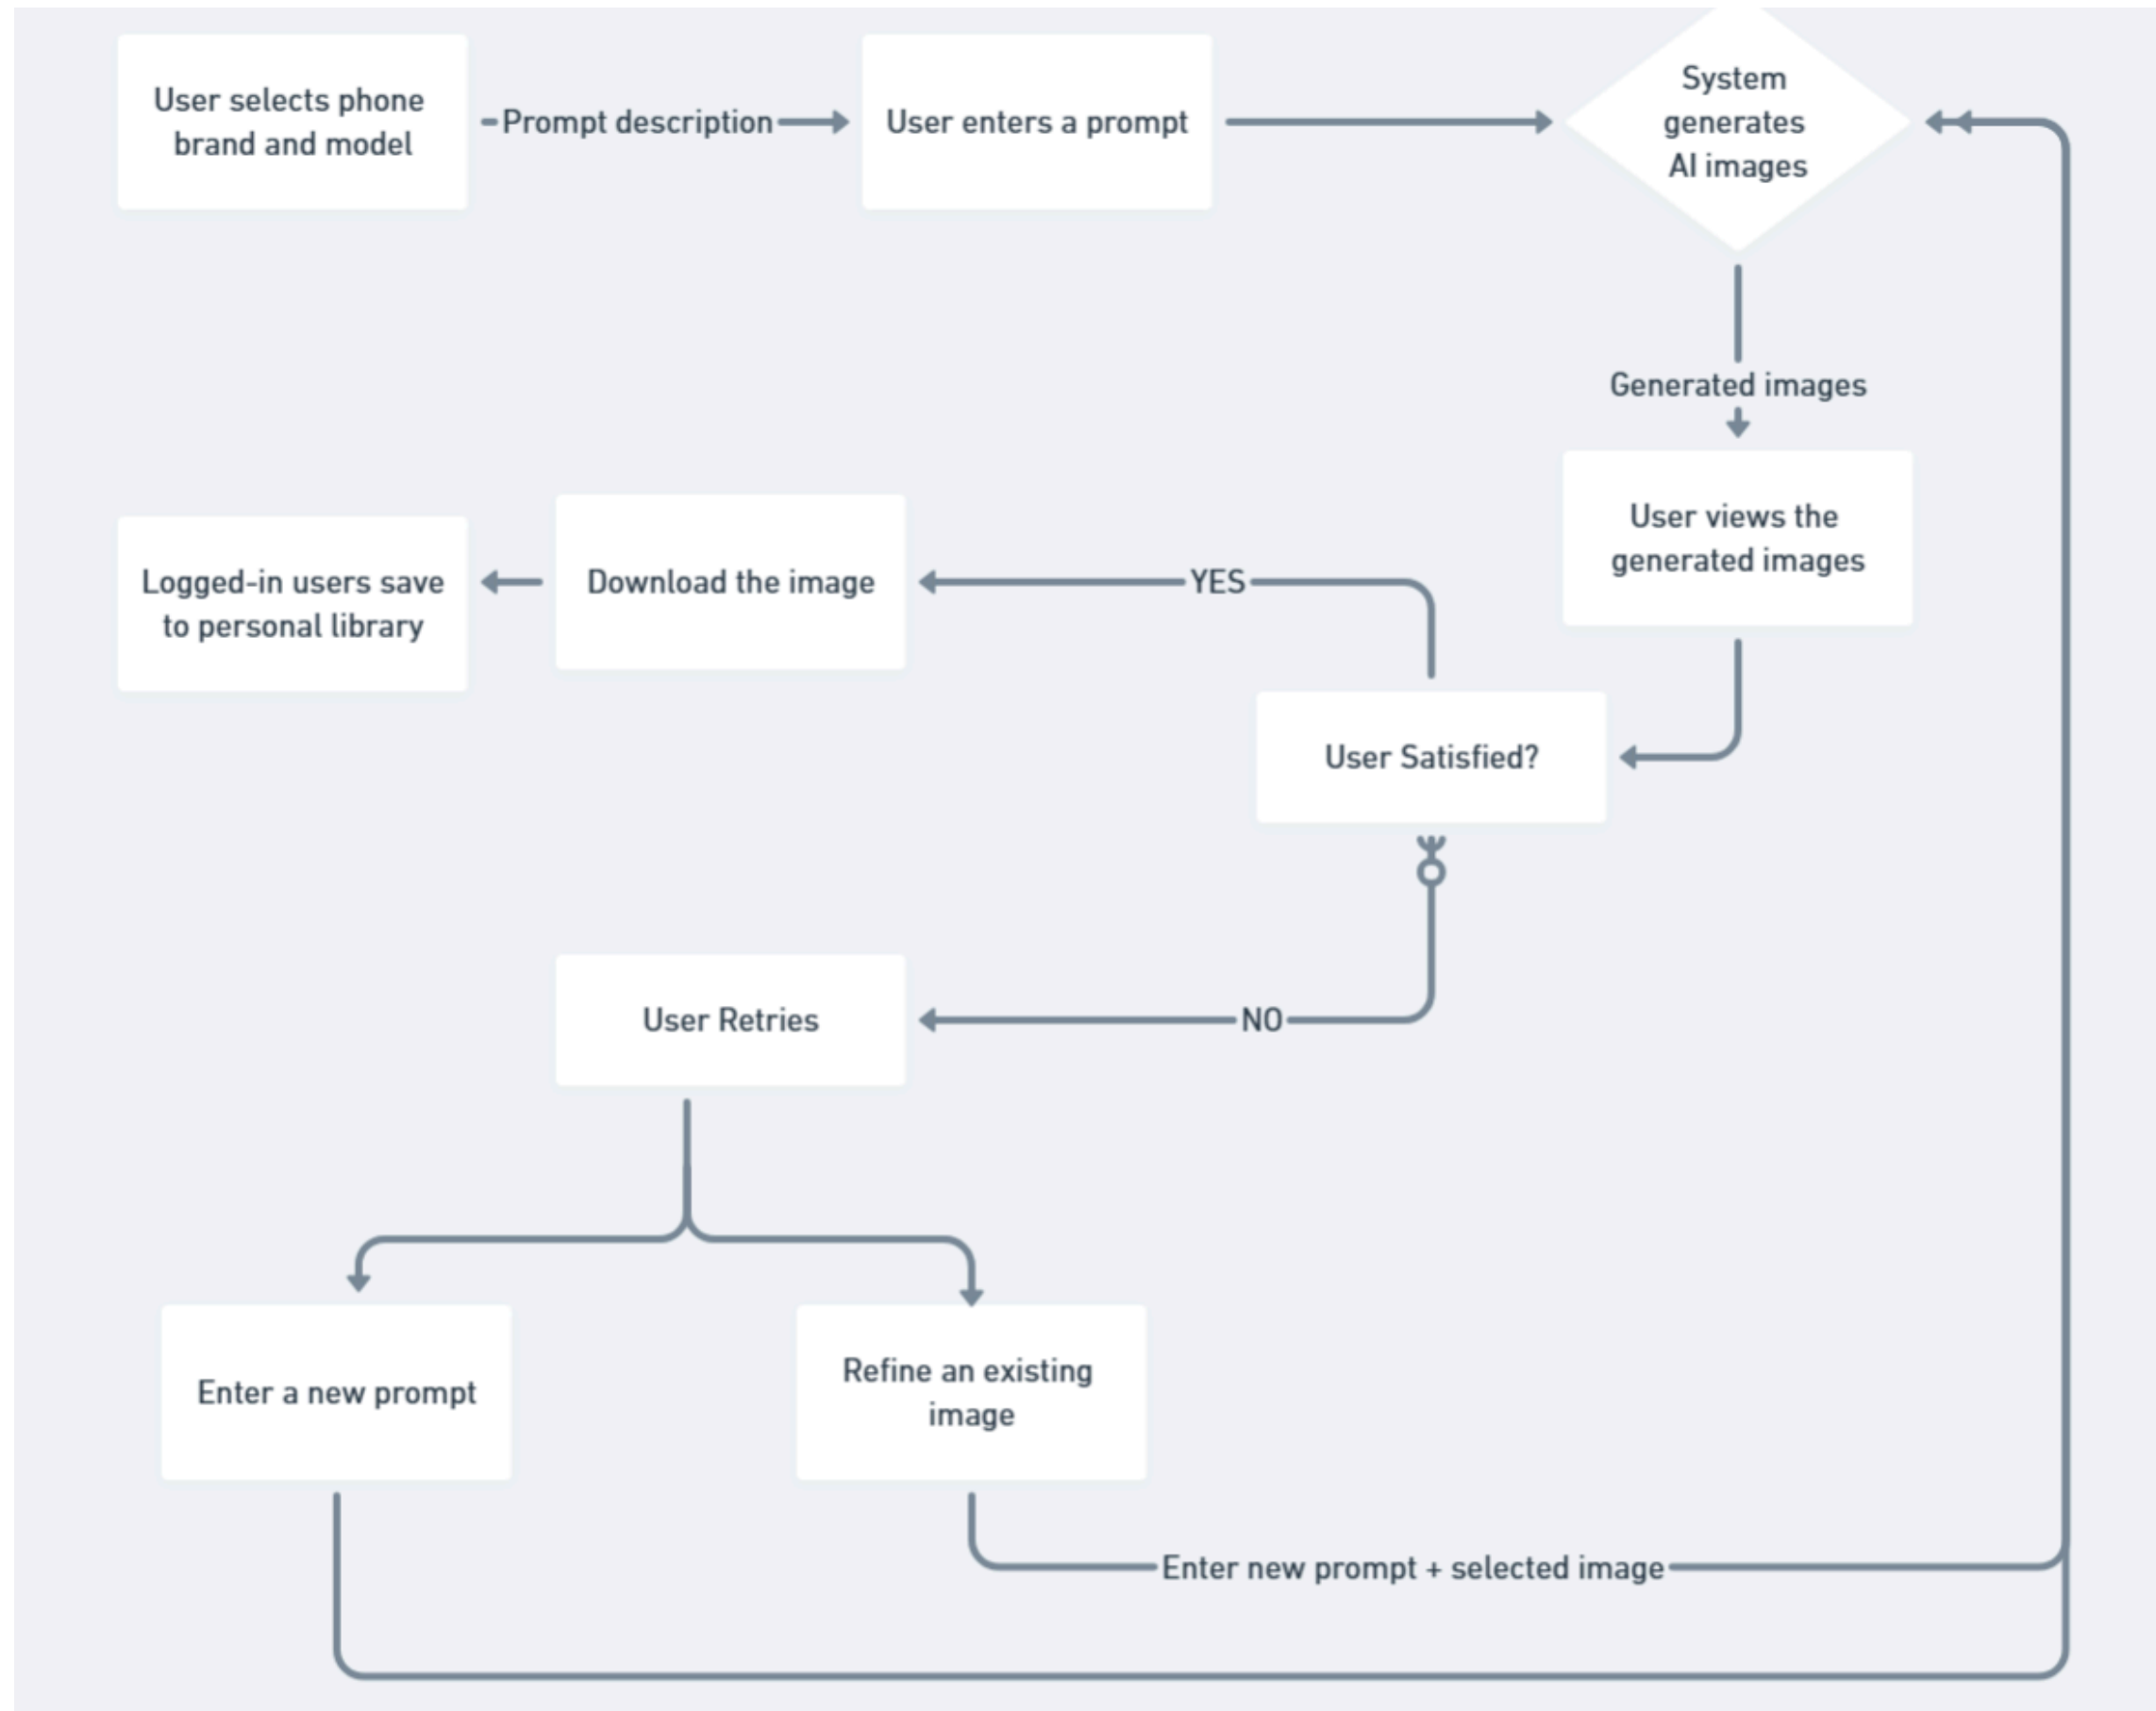 User selects phone
brand and model
Prompt description
User enters a prompt
System
generates
AI images
Generated images
User views the
generated images
Logged-in users save
to personal library
Download the image
YES
User Satisfied?
User Retries
NO
Enter a new prompt
Refine an existing
image
Enter new prompt + selected image